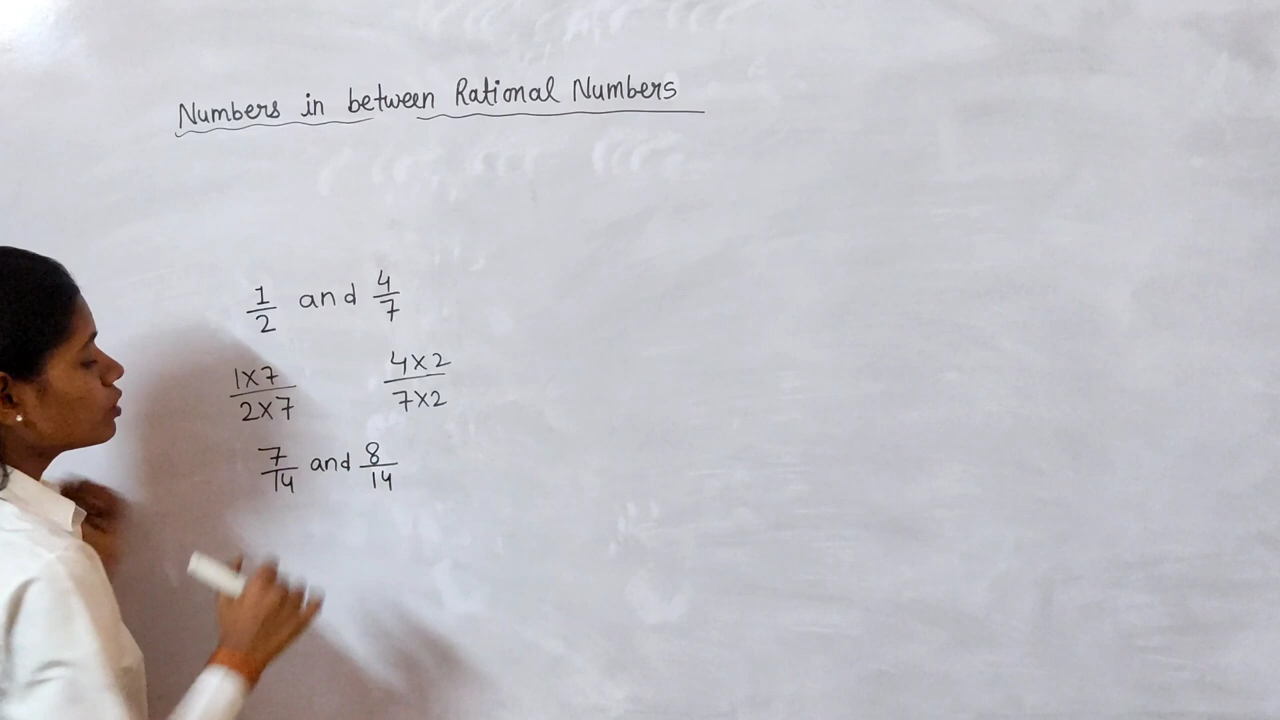 Numbers in between Rational Numbers
1/2 and 4/7
1×7/2×7 4×2/7×2
7/14 and 8/14